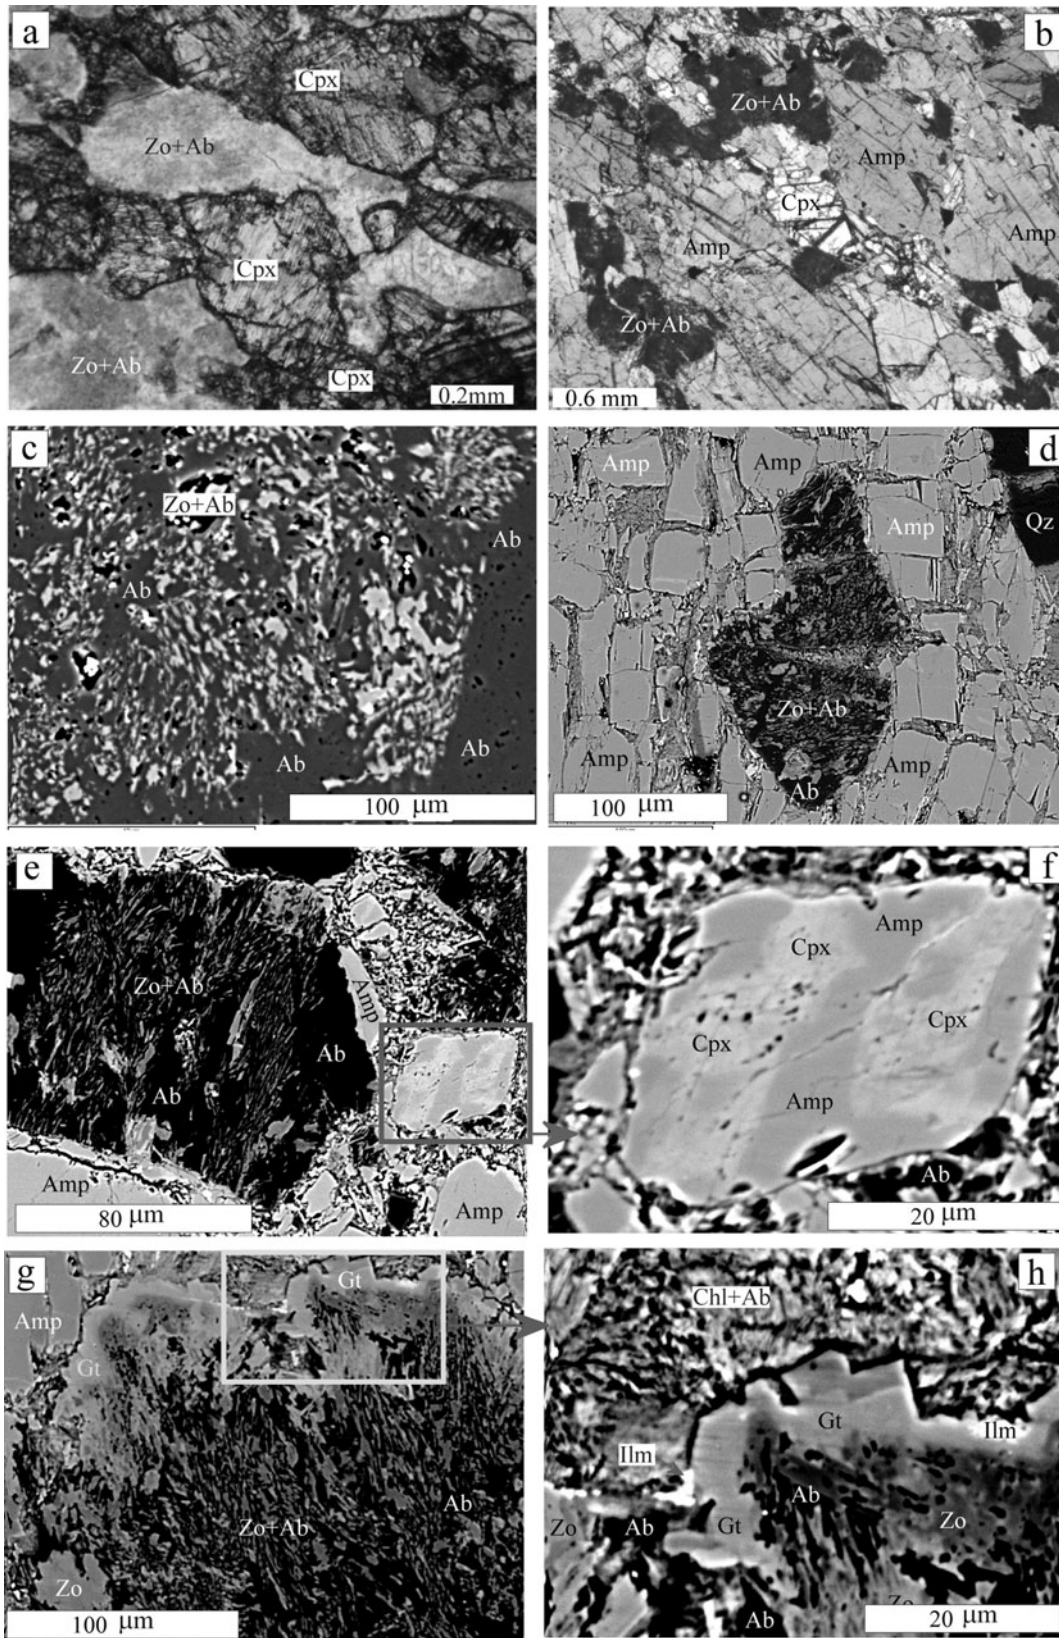 a
Cpx
Zo+Ab
Cpx
Zo+Ab
Cpx
0.2mm
b
Zo+Ab
Amp
Cpx
Amp
Amp
Zo+Ab
0.6 mm
c
Zo+Ab
Ab
Ab
Ab
Ab
100 μm
d
Amp
Amp
Amp
Qz
Zo+Ab
Amp
Ab
Amp
100 μm
e
Zo+Ab
Amp
Ab
Ab
Amp
80 μm
Amp
f
Amp
Cpx
Cpx
Cpx
Amp
Ab
20 μm
g
Gt
Amp
Gt
Ab
Zo+Ab
Zo
100 μm
h
Chl+Ab
Gt
Ilm
Ilm
Ab
Zo
Ab
Zo
Gt
Zo
Ab
20 μm